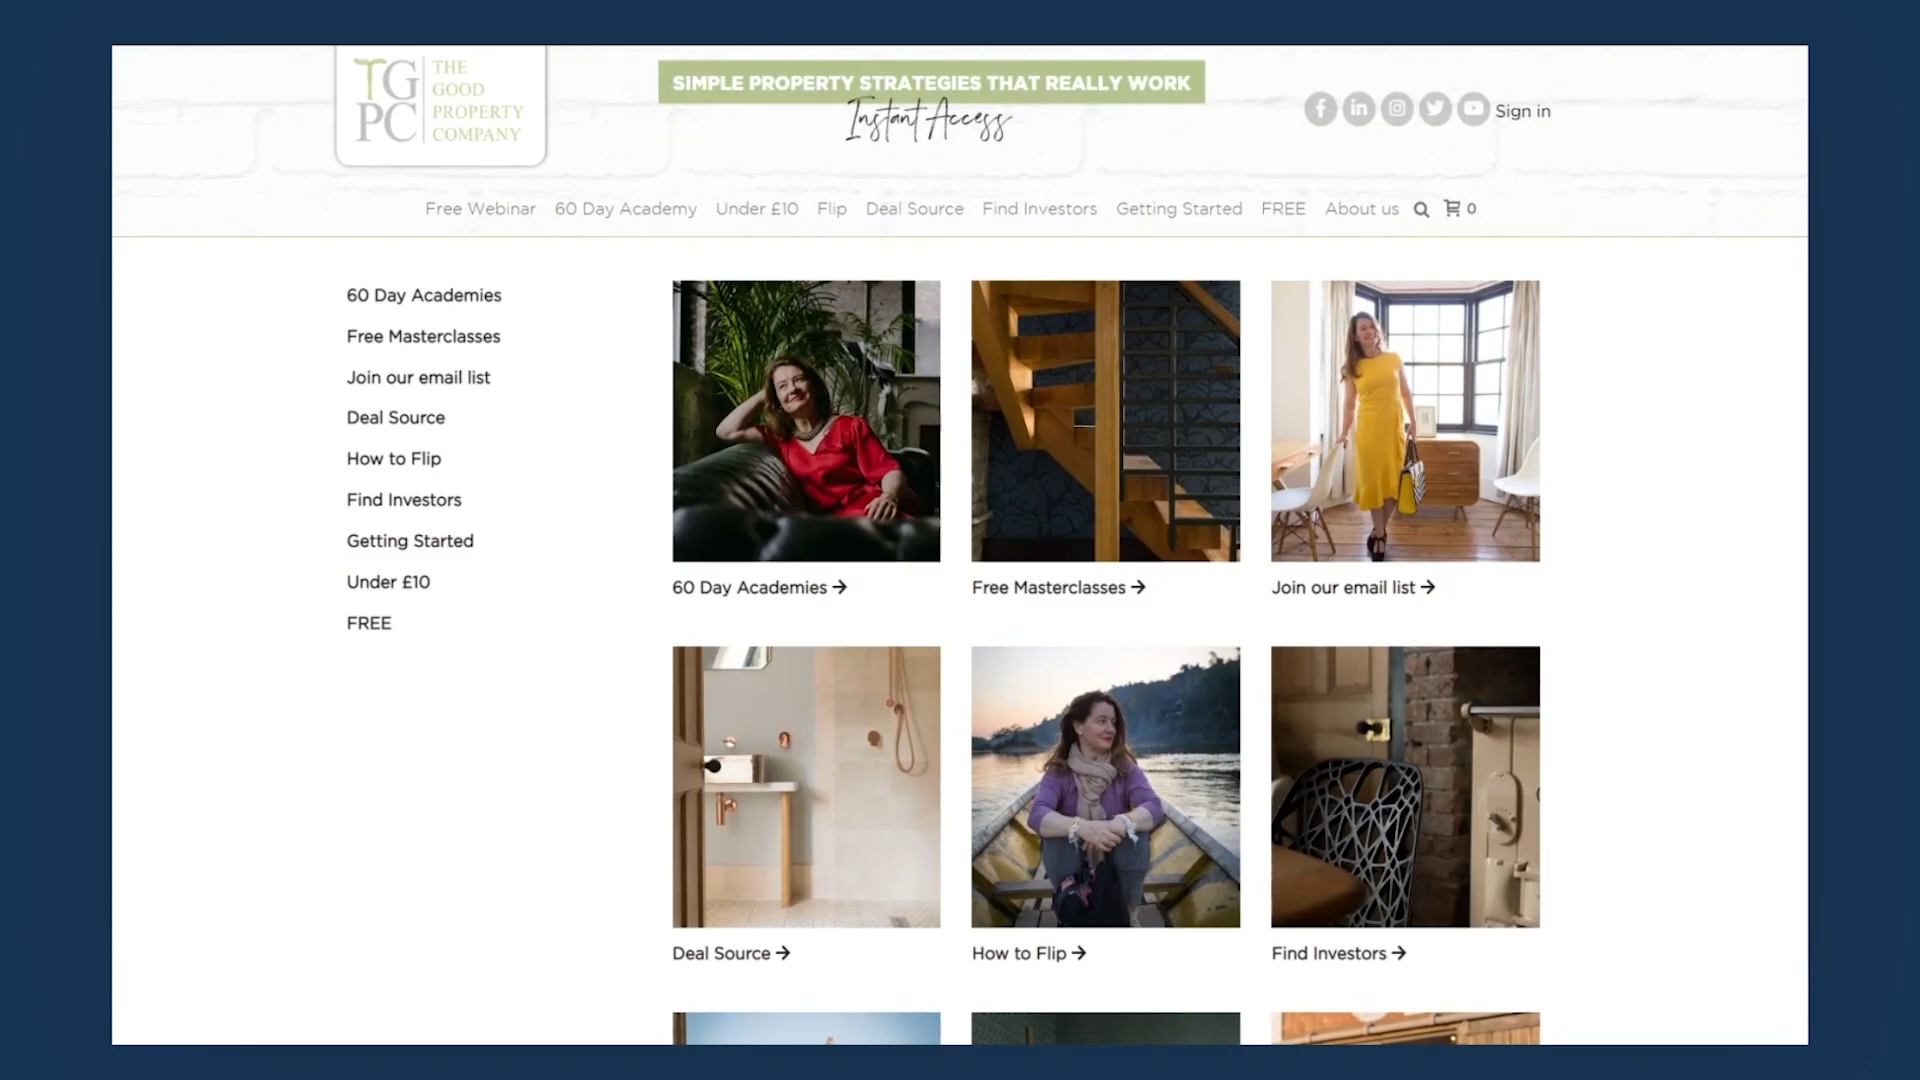 TG
PC
THE
GOOD
PROPERTY
COMPANY
SIMPLE PROPERTY STRATEGIES THAT REALLY WORK
Instant Access
Sign in
Free Webinar 60 Day Academy Under £10 Flip Deal Source Find Investors Getting Started FREE About us 0
60 Day Academies
Free Masterclasses
Join our email list
Deal Source
How to Flip
Find Investors
Getting Started
Under £10
FREE
60 Day Academies →
Free Masterclasses →
Join our email list →
Deal Source →
How to Flip →
Find Investors →